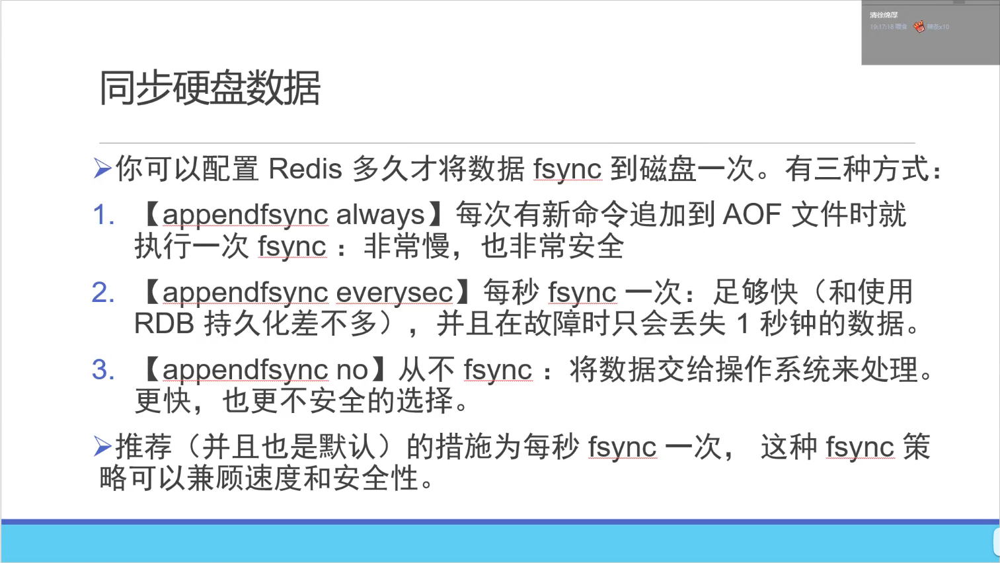 清徐绵厚
19:17:18 喂食 辣条x10
同步硬盘数据
你可以配置 Redis 多久才将数据 fsync 到磁盘一次。有三种方式：
1. 【appendfsync always】每次有新命令追加到 AOF 文件时就
执行一次 fsync ：非常慢，也非常安全
2. 【appendfsync everysec】每秒 fsync 一次：足够快（和使用
RDB 持久化差不多），并且在故障时只会丢失 1 秒钟的数据。
3. 【appendfsync no】从不 fsync ：将数据交给操作系统来处理。
更快，也更不安全的选择。
推荐（并且也是默认）的措施为每秒 fsync 一次， 这种 fsync 策
略可以兼顾速度和安全性。